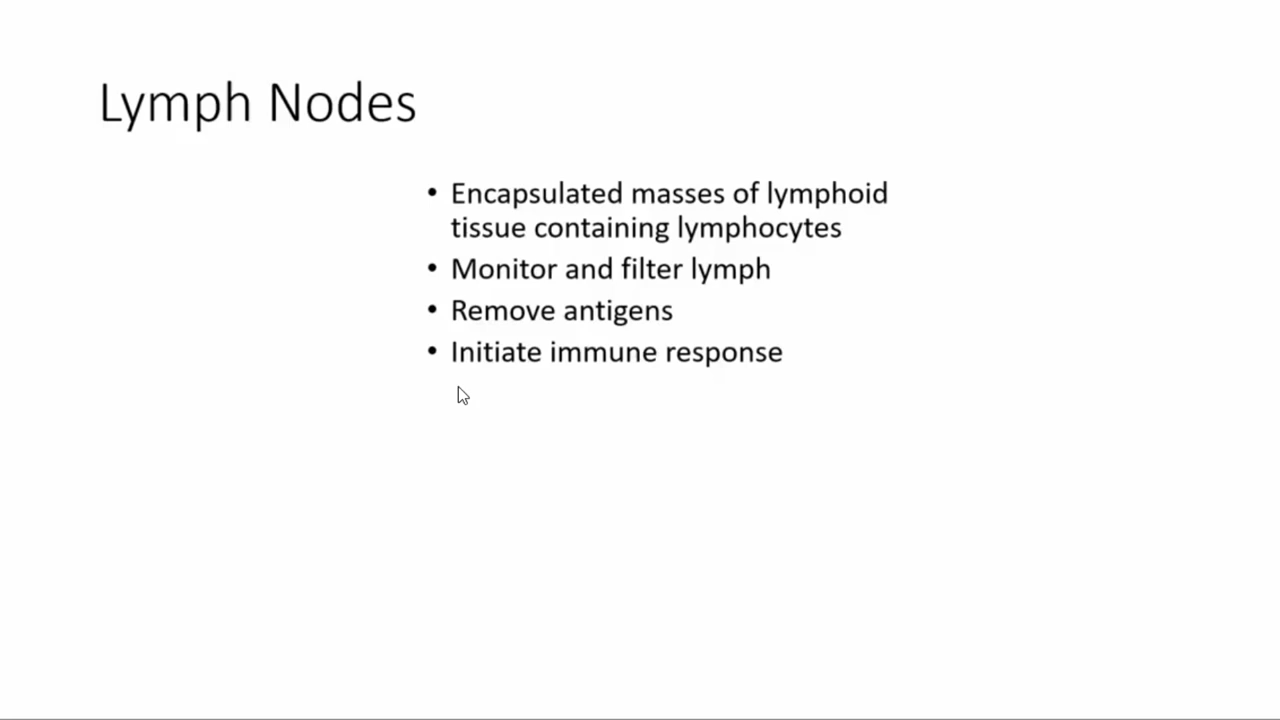 Lymph Nodes
• Encapsulated masses of lymphoid
tissue containing lymphocytes
• Monitor and filter lymph
• Remove antigens
• Initiate immune response